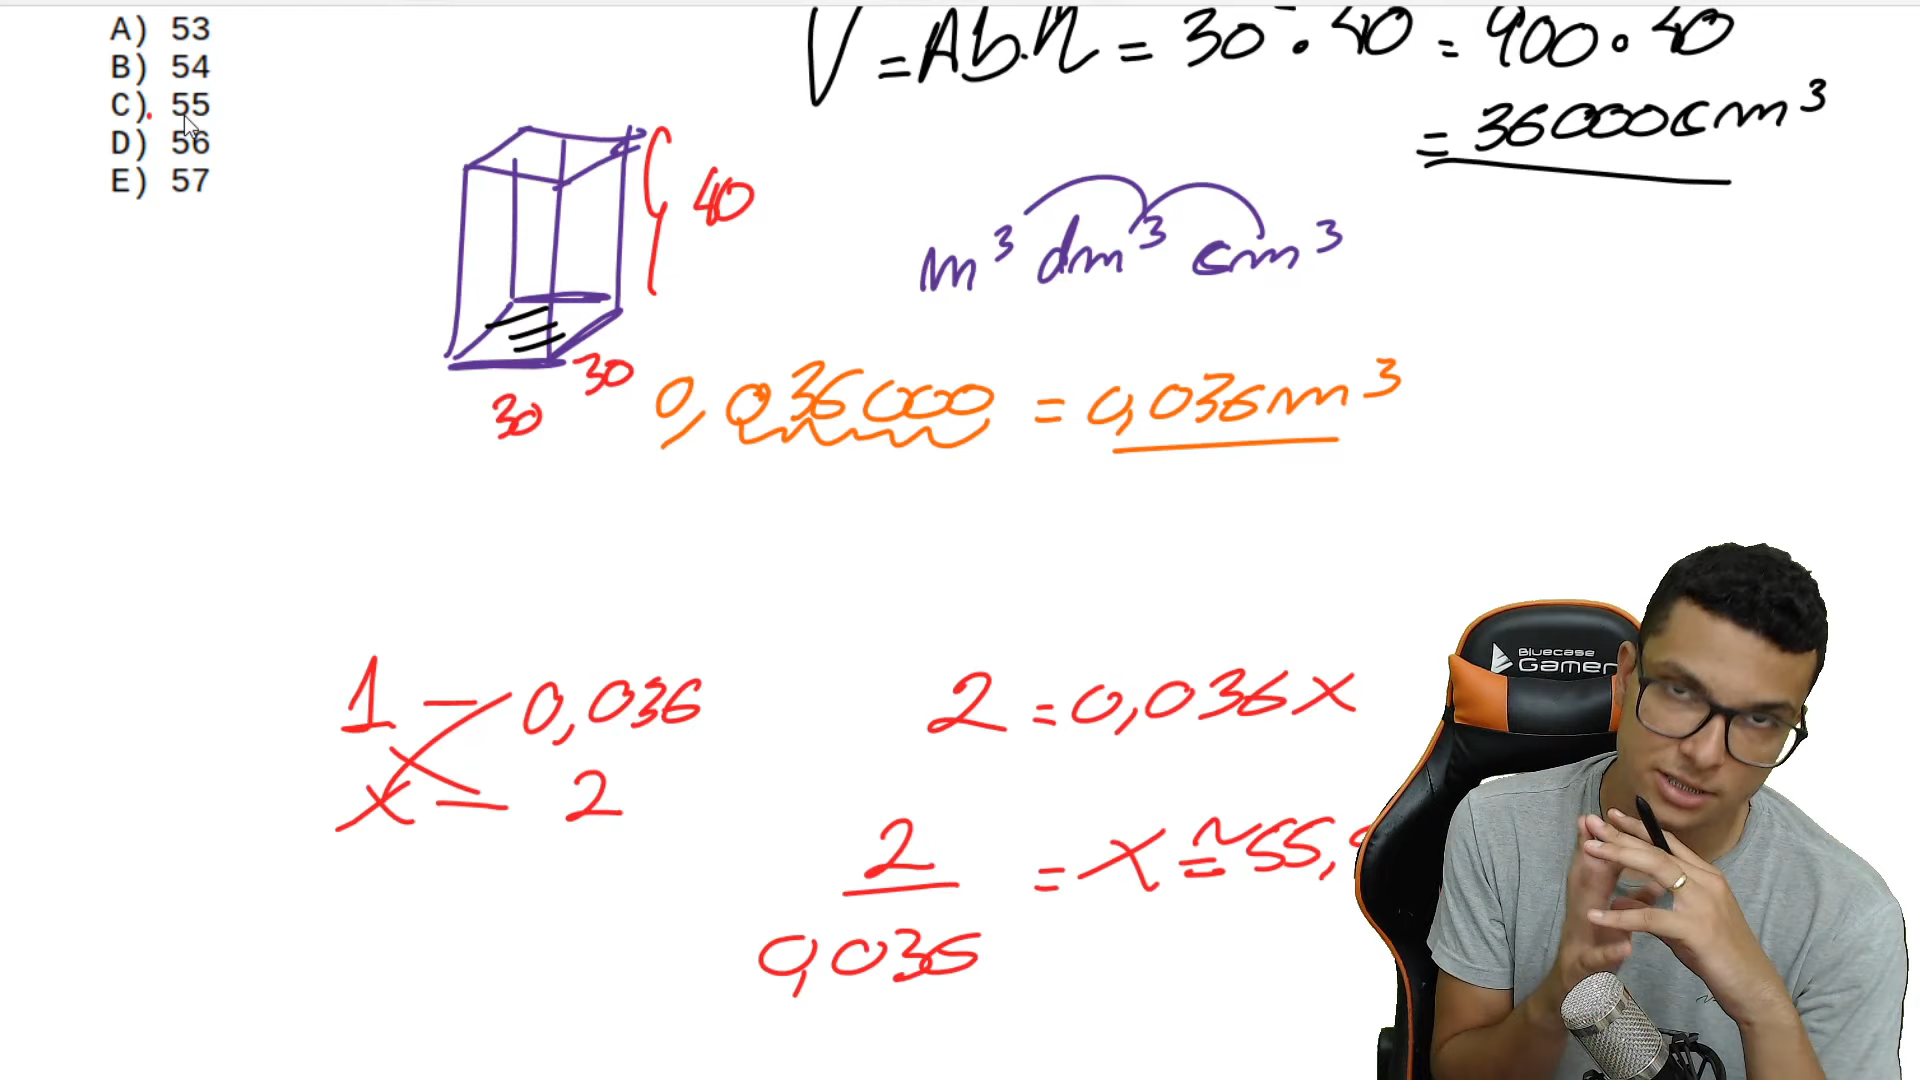 A) 53
B) 54
C) 55
D) 56
E) 57
V = Ab.h = 30² • 40 = 900 • 40
= 36000cm³
40
m³ dm³ cm³
30
30
0,036000 = 0,036m³
1 — 0,036
x — 2
2 = 0,036x
2
= x ≅ 55,
0,036
Bluecase
Gamer